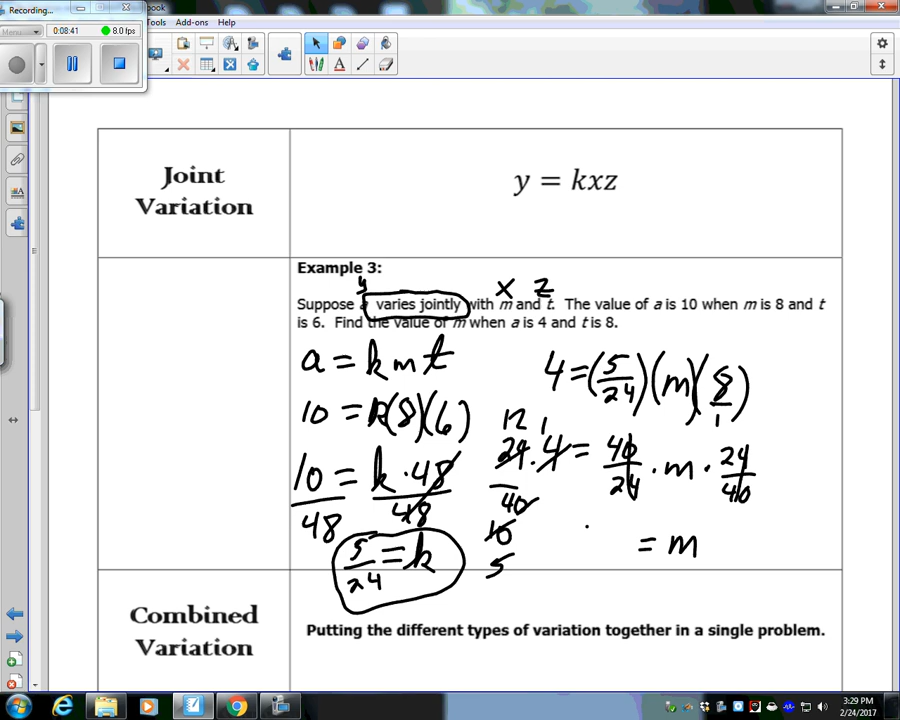 Recording...
book
Menu
0:08:41
8.0 fps
Tools Add-ons Help
Joint Variation
y = kxz
Example 3:
y x z
Suppose a varies jointly with m and t. The value of a is 10 when m is 8 and t
is 6. Find the value of m when a is 4 and t is 8.
a = kmt
10 = k(8)(6)
10 = k · 48
48 48
5/24 = k
4 = (5/24)(m)(8/1)
12 1
24 · 4 = 40/24 · m · 24/40
40
10
5
= m
Combined Variation
Putting the different types of variation together in a single problem.
3:29 PM
2/24/2017